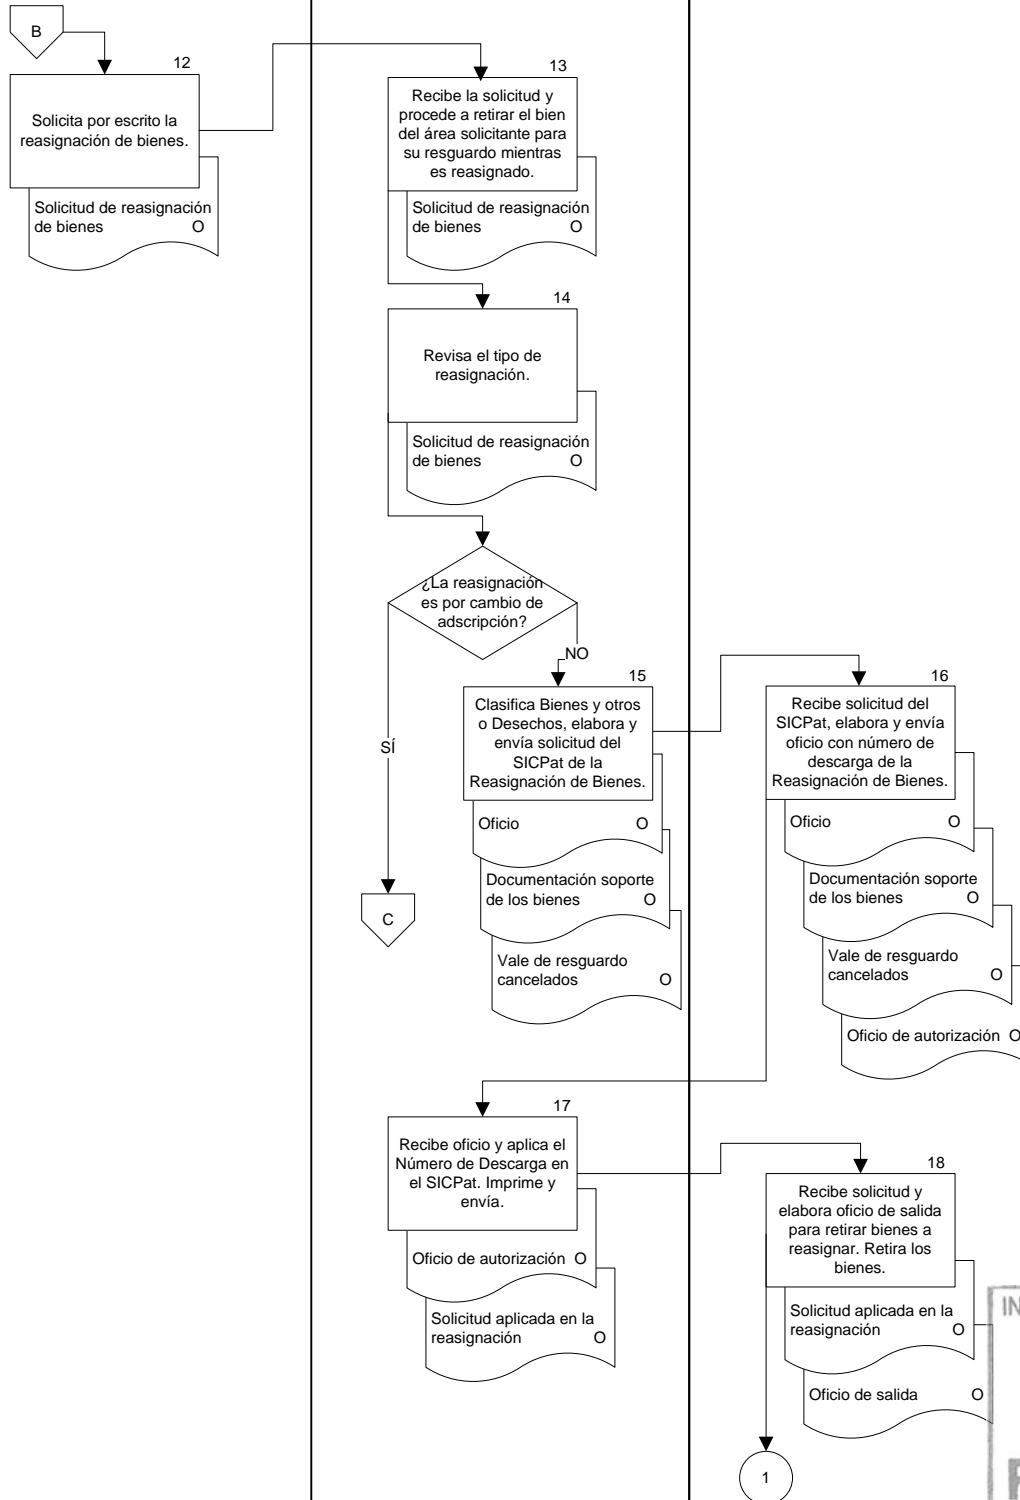 B
12
Solicita por escrito la
reasignación de bienes.
Solicitud de reasignación
de bienes O
13
Recibe la solicitud y
procede a retirar el bien
del área solicitante para
su resguardo mientras
es reasignado.
Solicitud de reasignación
de bienes O
14
Revisa el tipo de
reasignación.
Solicitud de reasignación
de bienes O
¿La reasignación
es por cambio de
adscripción?
NO
SÍ
C
15
Clasifica Bienes y otros
o Desechos, elabora y
envía solicitud del
SICPat de la
Reasignación de Bienes.
Oficio O
Documentación soporte
de los bienes O
Vale de resguardo
cancelados O
16
Recibe solicitud del
SICPat, elabora y envía
oficio con número de
descarga de la
Reasignación de Bienes.
Oficio O
Documentación soporte
de los bienes O
Vale de resguardo
cancelados O
Oficio de autorización O
17
Recibe oficio y aplica el
Número de Descarga en
el SICPat. Imprime y
envía.
Oficio de autorización O
Solicitud aplicada en la
reasignación O
18
Recibe solicitud y
elabora oficio de salida
para retirar bienes a
reasignar. Retira los
bienes.
Solicitud aplicada en la
reasignación O
Oficio de salida O
1
IN